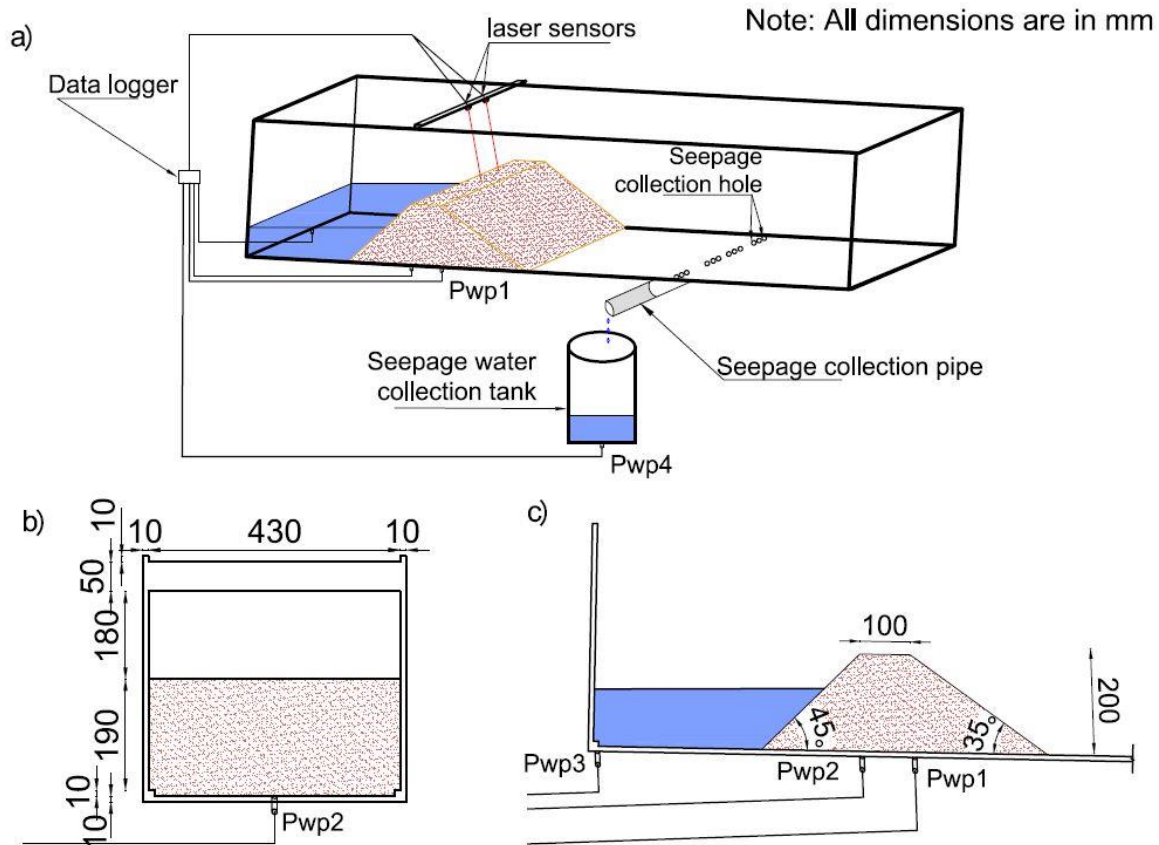 a)
laser sensors
Note: All dimensions are in mm
Data logger
Seepage
collection hole
Pwp1
Seepage water
collection tank
Seepage collection pipe
Pwp4
b)
10
10
430
10
50
180
190
10
10
Pwp2
c)
100
200
45°
35°
Pwp3
Pwp2
Pwp1